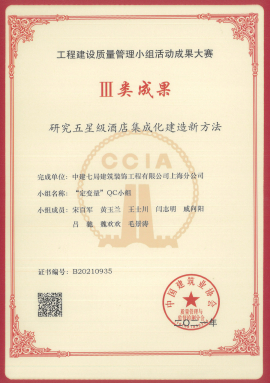 工程建设质量管理小组活动成果大赛
III类成果
研究五星级酒店集成化建造新方法
CCIA
完成单位：中建七局建筑装饰工程有限公司上海分公司
小组名称：“定变量”QC小组
小组成员：宋百军 黄玉兰 王士川 闫志明 戚向阳
吕魁 魏欢欢 毛景涛
证书编号：B20210935
中国建筑业协会
二〇二一年